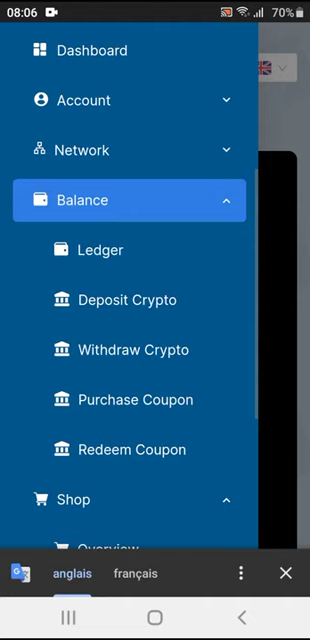 08:06
70%
Dashboard
Account
Network
Balance
Ledger
Deposit Crypto
Withdraw Crypto
Purchase Coupon
Redeem Coupon
Shop
Overview
anglais français